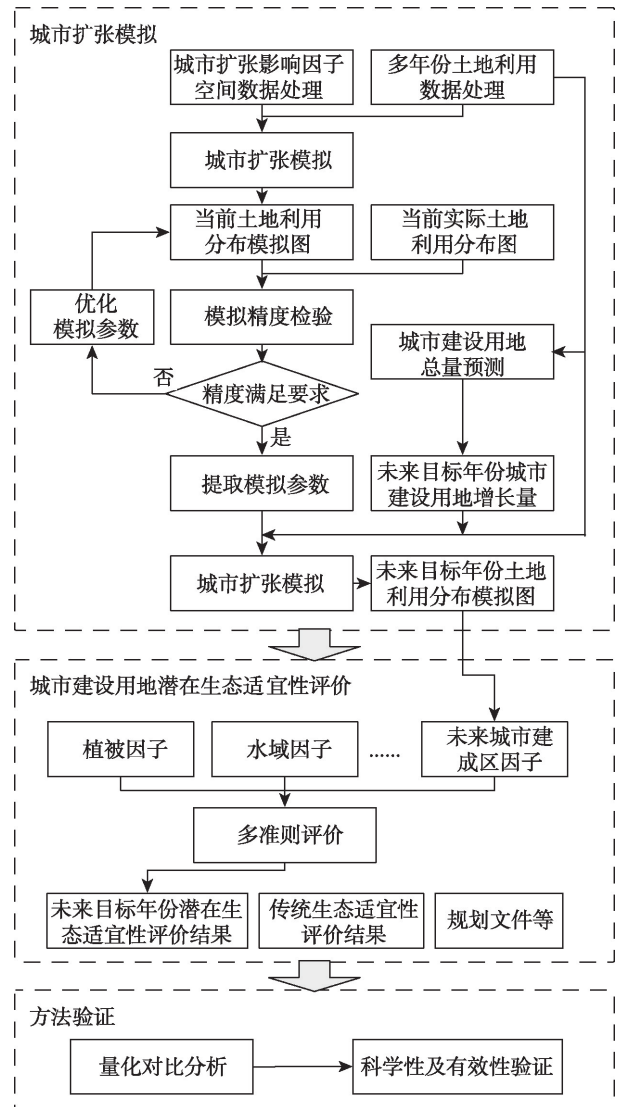 城市扩张模拟
城市扩张影响因子
空间数据处理
多年份土地利用
数据处理
城市扩张模拟
当前土地利用
分布模拟图
当前实际土地
利用分布图
优化
模拟参数
模拟精度检验
城市建设用地
总量预测
否
精度满足要求
是
提取模拟参数
未来目标年份城市
建设用地增长量
城市扩张模拟
未来目标年份土地
利用分布模拟图
城市建设用地潜在生态适宜性评价
植被因子
水域因子
……
未来城市建
成区因子
多准则评价
未来目标年份潜在生
态适宜性评价结果
传统生态适宜性
评价结果
规划文件等
方法验证
量化对比分析
科学性及有效性验证